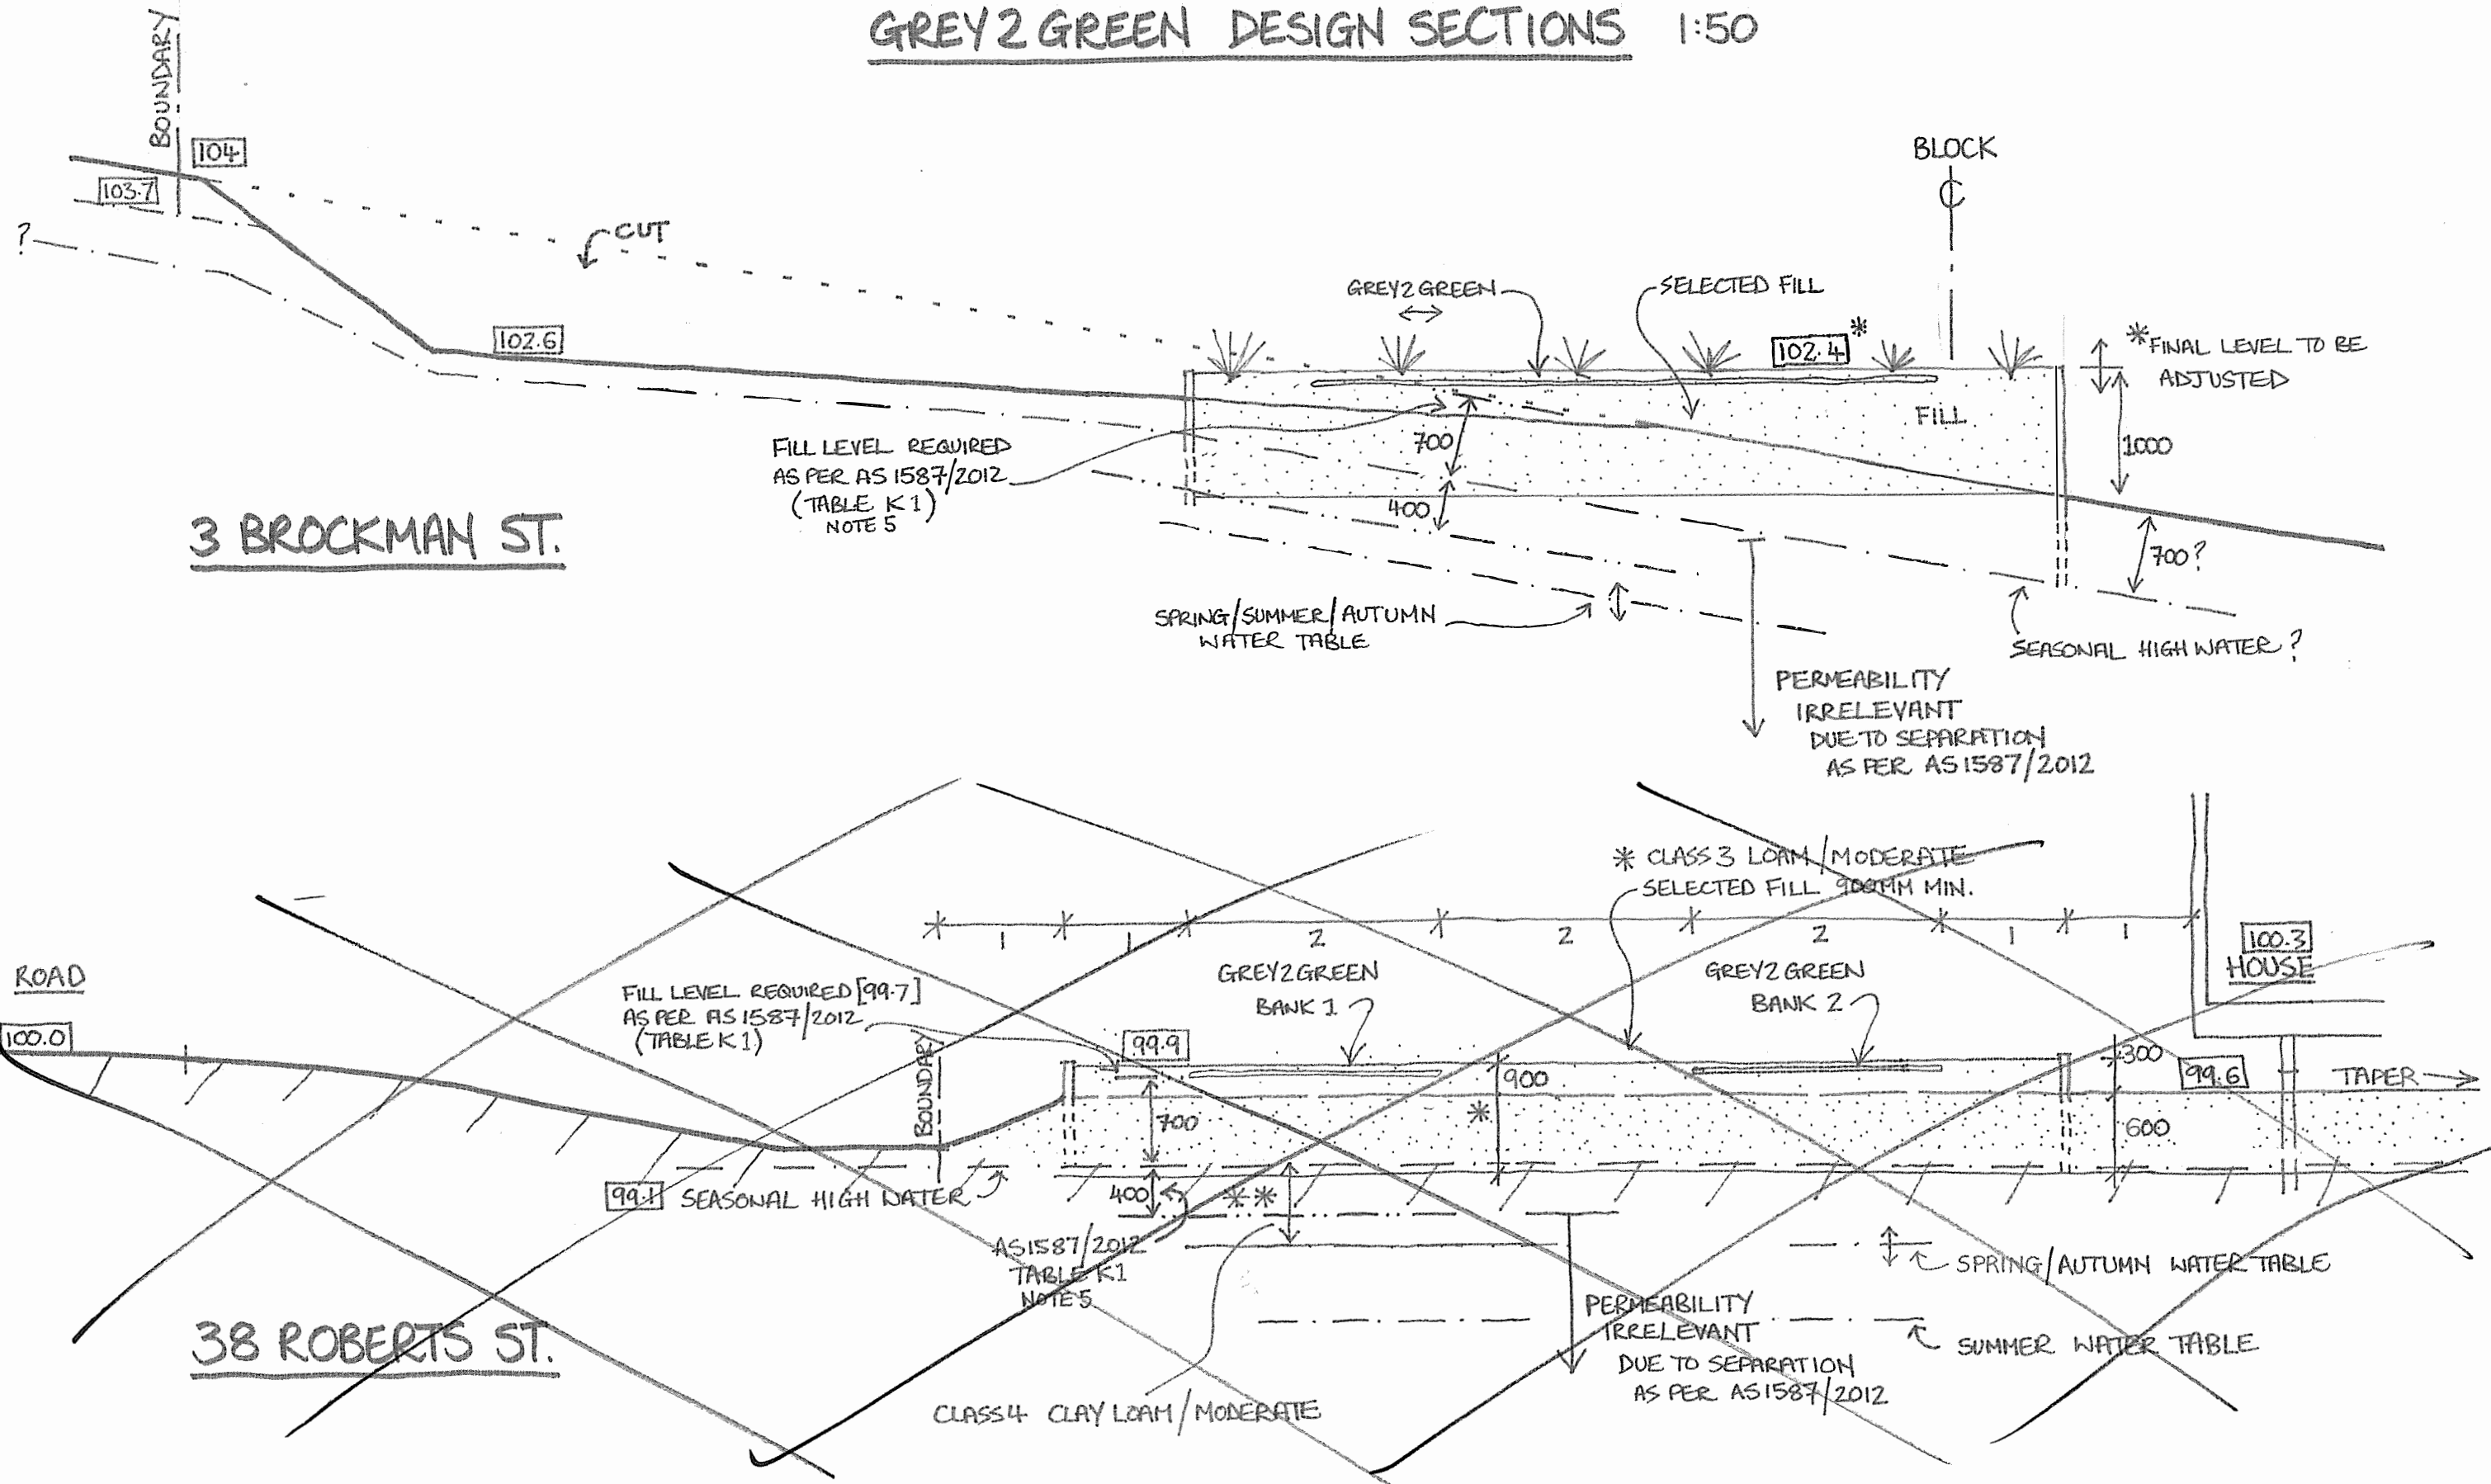 GREY2GREEN DESIGN SECTIONS 1:50
BOUNDARY
104
103.7
?
CUT
102.6
BLOCK
GREY2GREEN
SELECTED FILL
102.4*
*FINAL LEVEL TO BE
ADJUSTED
FILL
1000
700
400
FILL LEVEL REQUIRED
AS PER AS1587/2012
(TABLE K1)
NOTE 5
3 BROCKMAN ST.
700?
SPRING/SUMMER/AUTUMN
WATER TABLE
SEASONAL HIGH WATER?
PERMEABILITY
IRRELEVANT
DUE TO SEPARATION
AS PER AS1587/2012
* CLASS 3 LOAM/MODERATE
SELECTED FILL 900MM MIN.
1 1 2 2 2 1 1
100.3
HOUSE
ROAD
100.0
FILL LEVEL REQUIRED [99.7]
AS PER AS1587/2012
(TABLE K1)
BOUNDARY
99.9
GREY2GREEN
BANK 1
GREY2GREEN
BANK 2
900
300
99.6
TAPER
700
*
600
99.1 SEASONAL HIGH WATER
400
**
AS1587/2012
TABLE K1
NOTE 5
SPRING/AUTUMN WATER TABLE
PERMEABILITY
IRRELEVANT
DUE TO SEPARATION
AS PER AS1587/2012
SUMMER WATER TABLE
38 ROBERTS ST.
CLASS4 CLAY LOAM/MODERATE